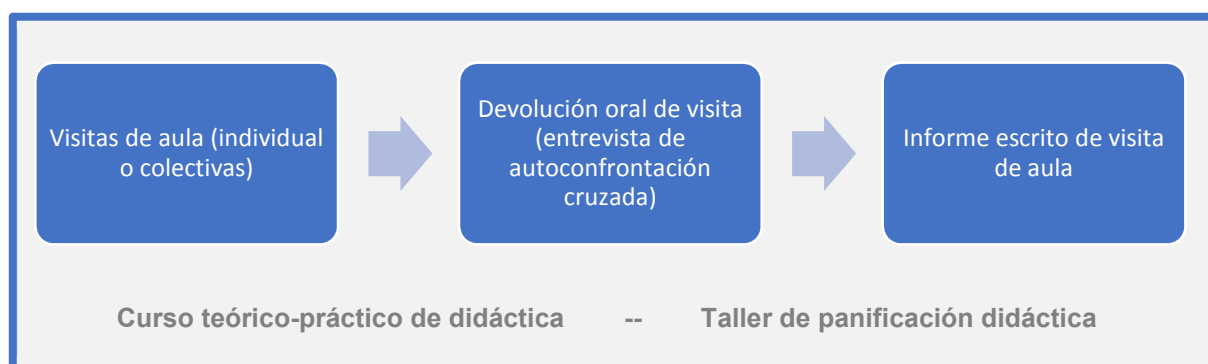 Visitas de aula (individual
o colectivas)
Devolución oral de visita
(entrevista de
autoconfrontación
cruzada)
Informe escrito de visita
de aula
Curso teórico-práctico de didáctica -- Taller de panificación didáctica